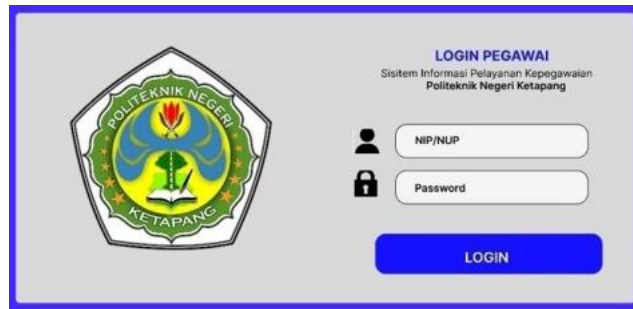 POLITEKNIK NEGERI
KETAPANG
LOGIN PEGAWAI
Sisitem Informasi Pelayanan Kepegawaian
Politeknik Negeri Ketapang
NIP/NUP
Password
LOGIN